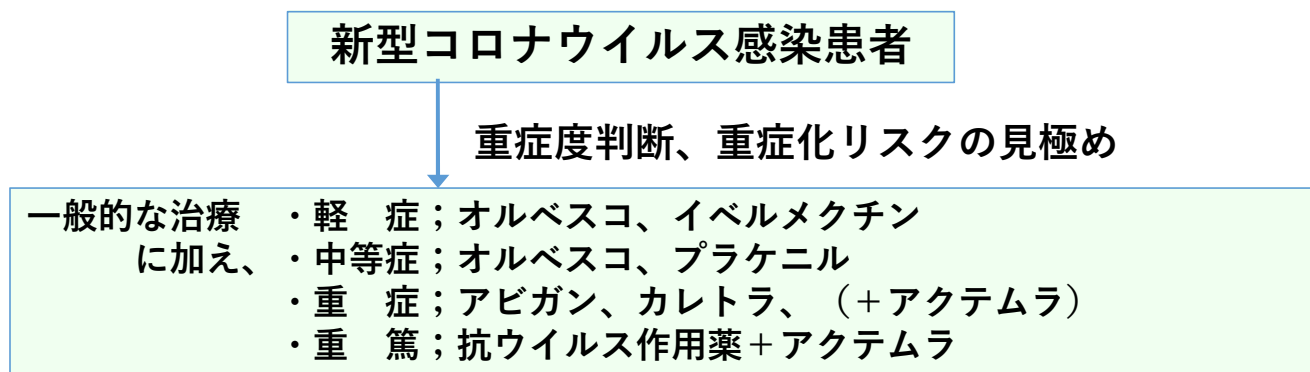 新型コロナウイルス感染患者
重症度判断、重症化リスクの見極め
一般的な治療 ・軽 症；オルベスコ、イベルメクチン
に加え、・中等症；オルベスコ、プラケニル
・重 症；アビガン、カレトラ、（＋アクテムラ）
・重 篤；抗ウイルス作用薬＋アクテムラ